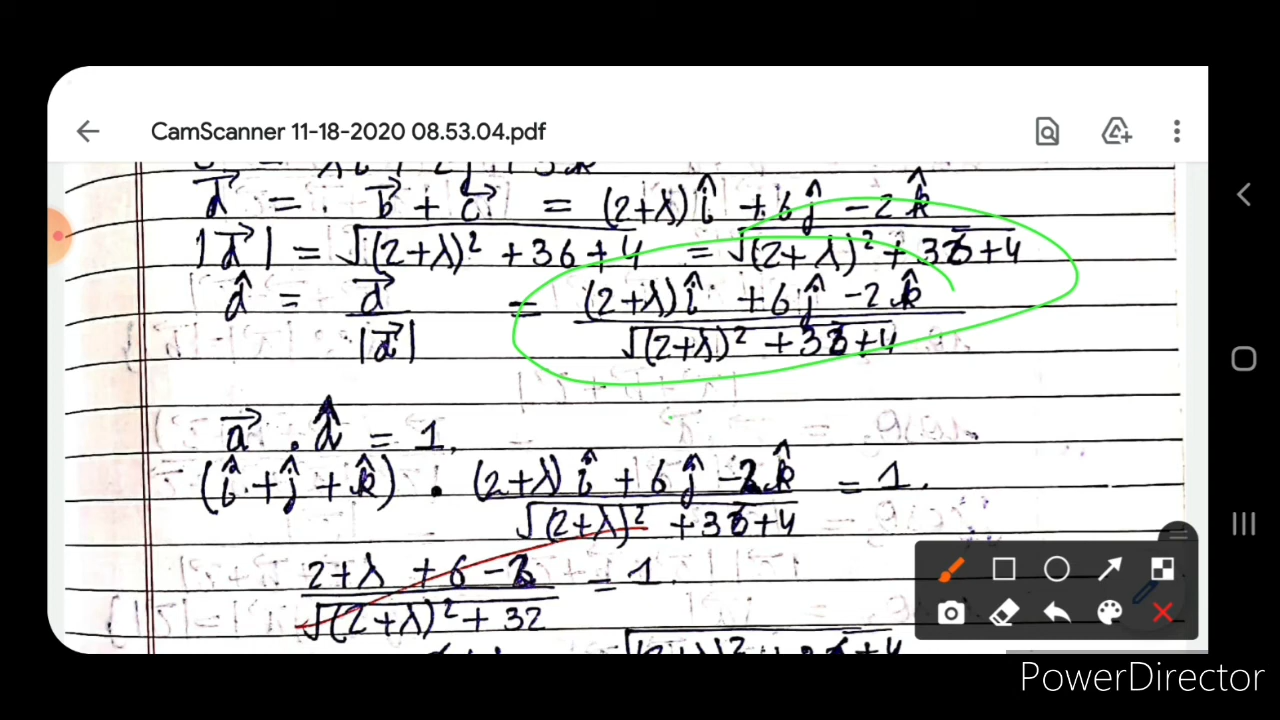 CamScanner 11-18-2020 08.53.04.pdf
d⃗ = b⃗ + c⃗ = (2+λ)î + 6ĵ − 2k̂
|d⃗| = √(2+λ)² + 36 + 4 = √(2+λ)² + 36 + 4
d̂ = d⃗ / |d⃗| = (2+λ)î + 6ĵ − 2k̂ / √(2+λ)² + 36 + 4
a⃗ . d̂ = 1.
(î + ĵ + k̂) . (2+λ)î + 6ĵ − 2k̂ / √(2+λ)² + 36 + 4 = 1.
2+λ + 6 − 2 / √(2+λ)² + 32 = 1.
PowerDirector